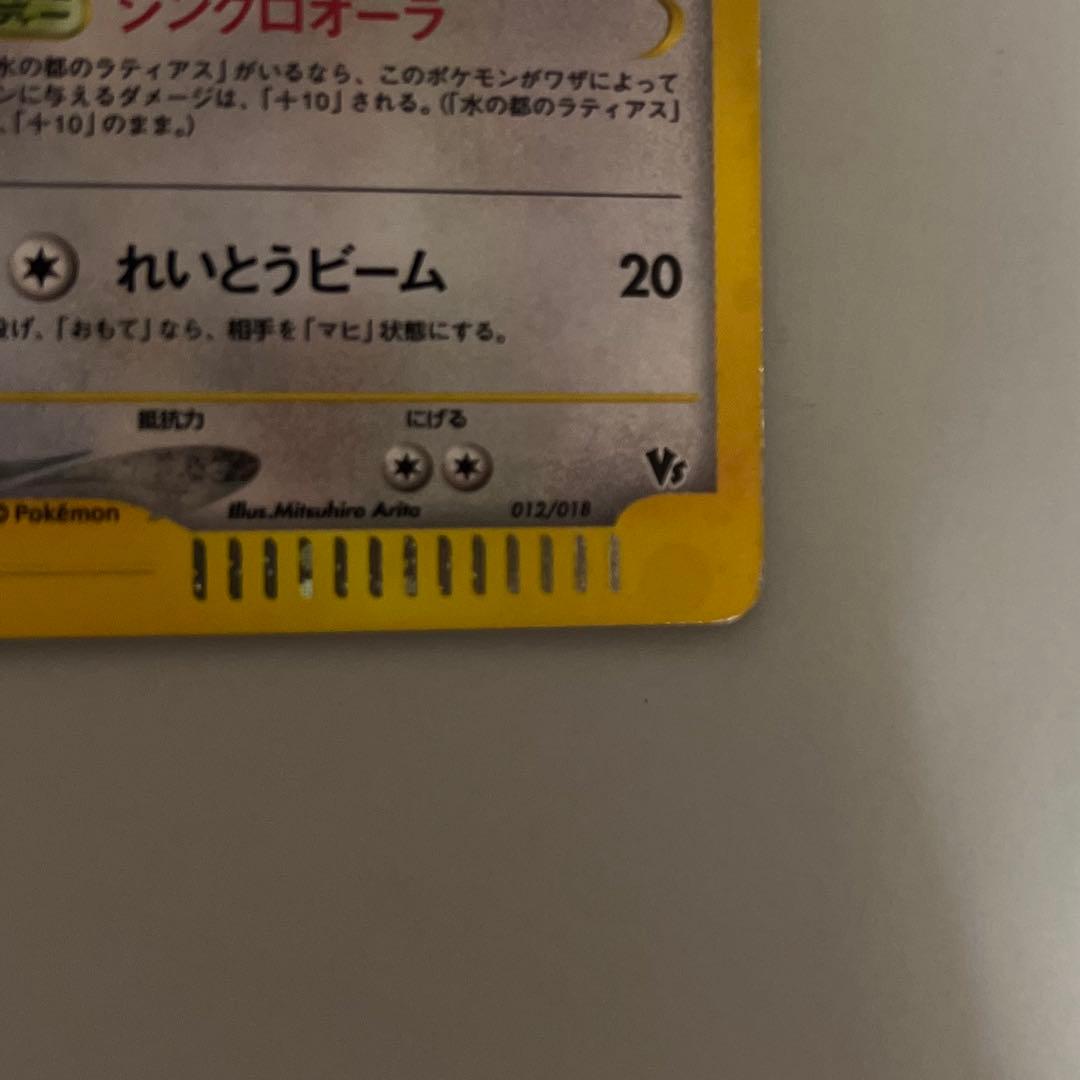 シンクロオーラ
水の都のラティアス」がいるなら、このポケモンがワザによって
ンに与えるダメージは、「+10」される。(「水の都のラティアス」
、「+10」のまま。)
れいとうビーム 20
投げ、「おもて」なら、相手を「マヒ」状態にする。
抵抗力 にげる
Vs
© Pokémon Illus.Mitsuhiro Arita 012/018